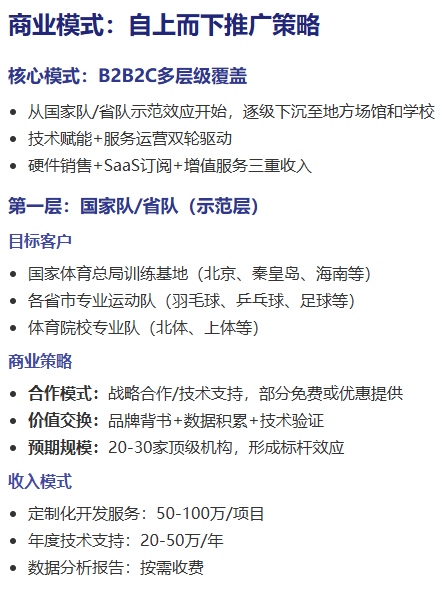 商业模式：自上而下推广策略
核心模式：B2B2C多层级覆盖
• 从国家队/省队示范效应开始，逐级下沉至地方场馆和学校
• 技术赋能+服务运营双轮驱动
• 硬件销售+SaaS订阅+增值服务三重收入
第一层：国家队/省队（示范层）
目标客户
• 国家体育总局训练基地（北京、秦皇岛、海南等）
• 各省市专业运动队（羽毛球、乒乓球、足球等）
• 体育院校专业队（北体、上体等）
商业策略
• 合作模式：战略合作/技术支持，部分免费或优惠提供
• 价值交换：品牌背书+数据积累+技术验证
• 预期规模：20-30家顶级机构，形成标杆效应
收入模式
• 定制化开发服务：50-100万/项目
• 年度技术支持：20-50万/年
• 数据分析报告：按需收费